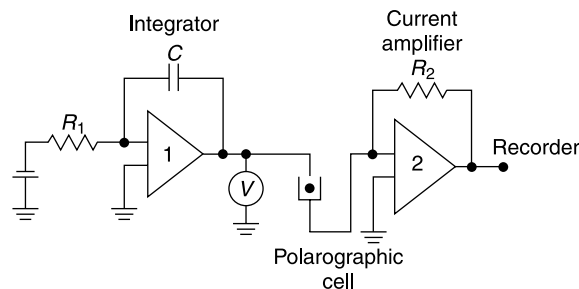 Integrator
C
R1
1
V
Polarographic
cell
Current
amplifier
R2
2
Recorder